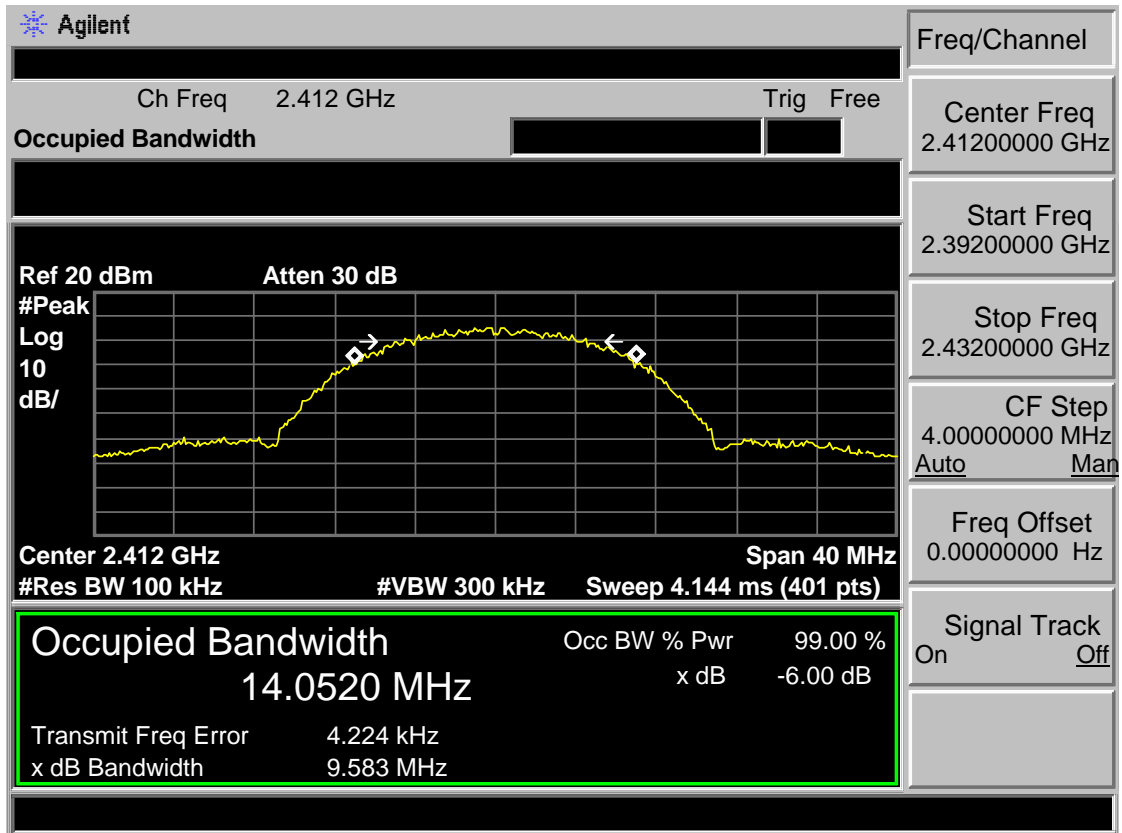 Agilent
Ch Freq 2.412 GHz Trig Free
Occupied Bandwidth
Ref 20 dBm Atten 30 dB
#Peak
Log
10
dB/
Center 2.412 GHz Span 40 MHz
#Res BW 100 kHz #VBW 300 kHz Sweep 4.144 ms (401 pts)
Occupied Bandwidth Occ BW % Pwr 99.00 %
14.0520 MHz x dB -6.00 dB
Transmit Freq Error 4.224 kHz
x dB Bandwidth 9.583 MHz
Freq/Channel
Center Freq
2.41200000 GHz
Start Freq
2.39200000 GHz
Stop Freq
2.43200000 GHz
CF Step
4.00000000 MHz
Auto Man
Freq Offset
0.00000000 Hz
Signal Track
On Off